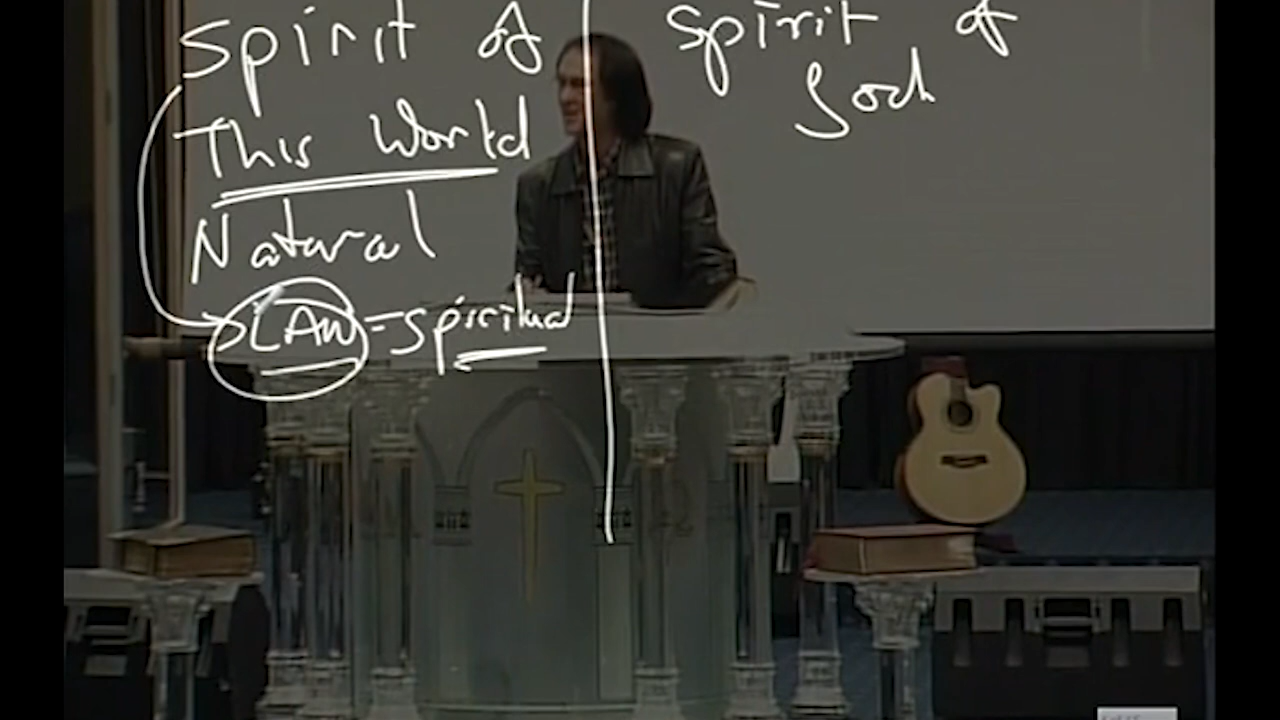 Spirit of
This World
Natural
LAW = Spiritual
Spirit of
God